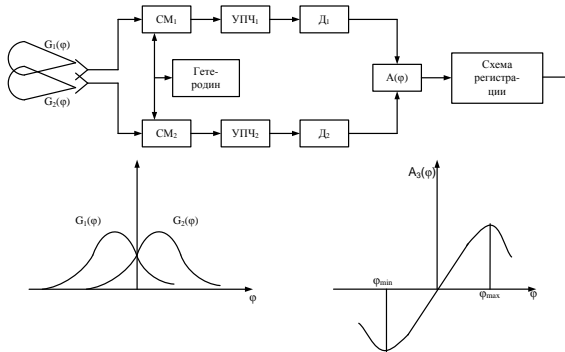 G₁(φ)
G₂(φ)
СМ₁
УПЧ₁
Д₁
Гете-
родин
А(φ)
Схема
регистра-
ции
СМ₂
УПЧ₂
Д₂
G₁(φ)
G₂(φ)
φ
А₃(φ)
φmin
φmax
φ